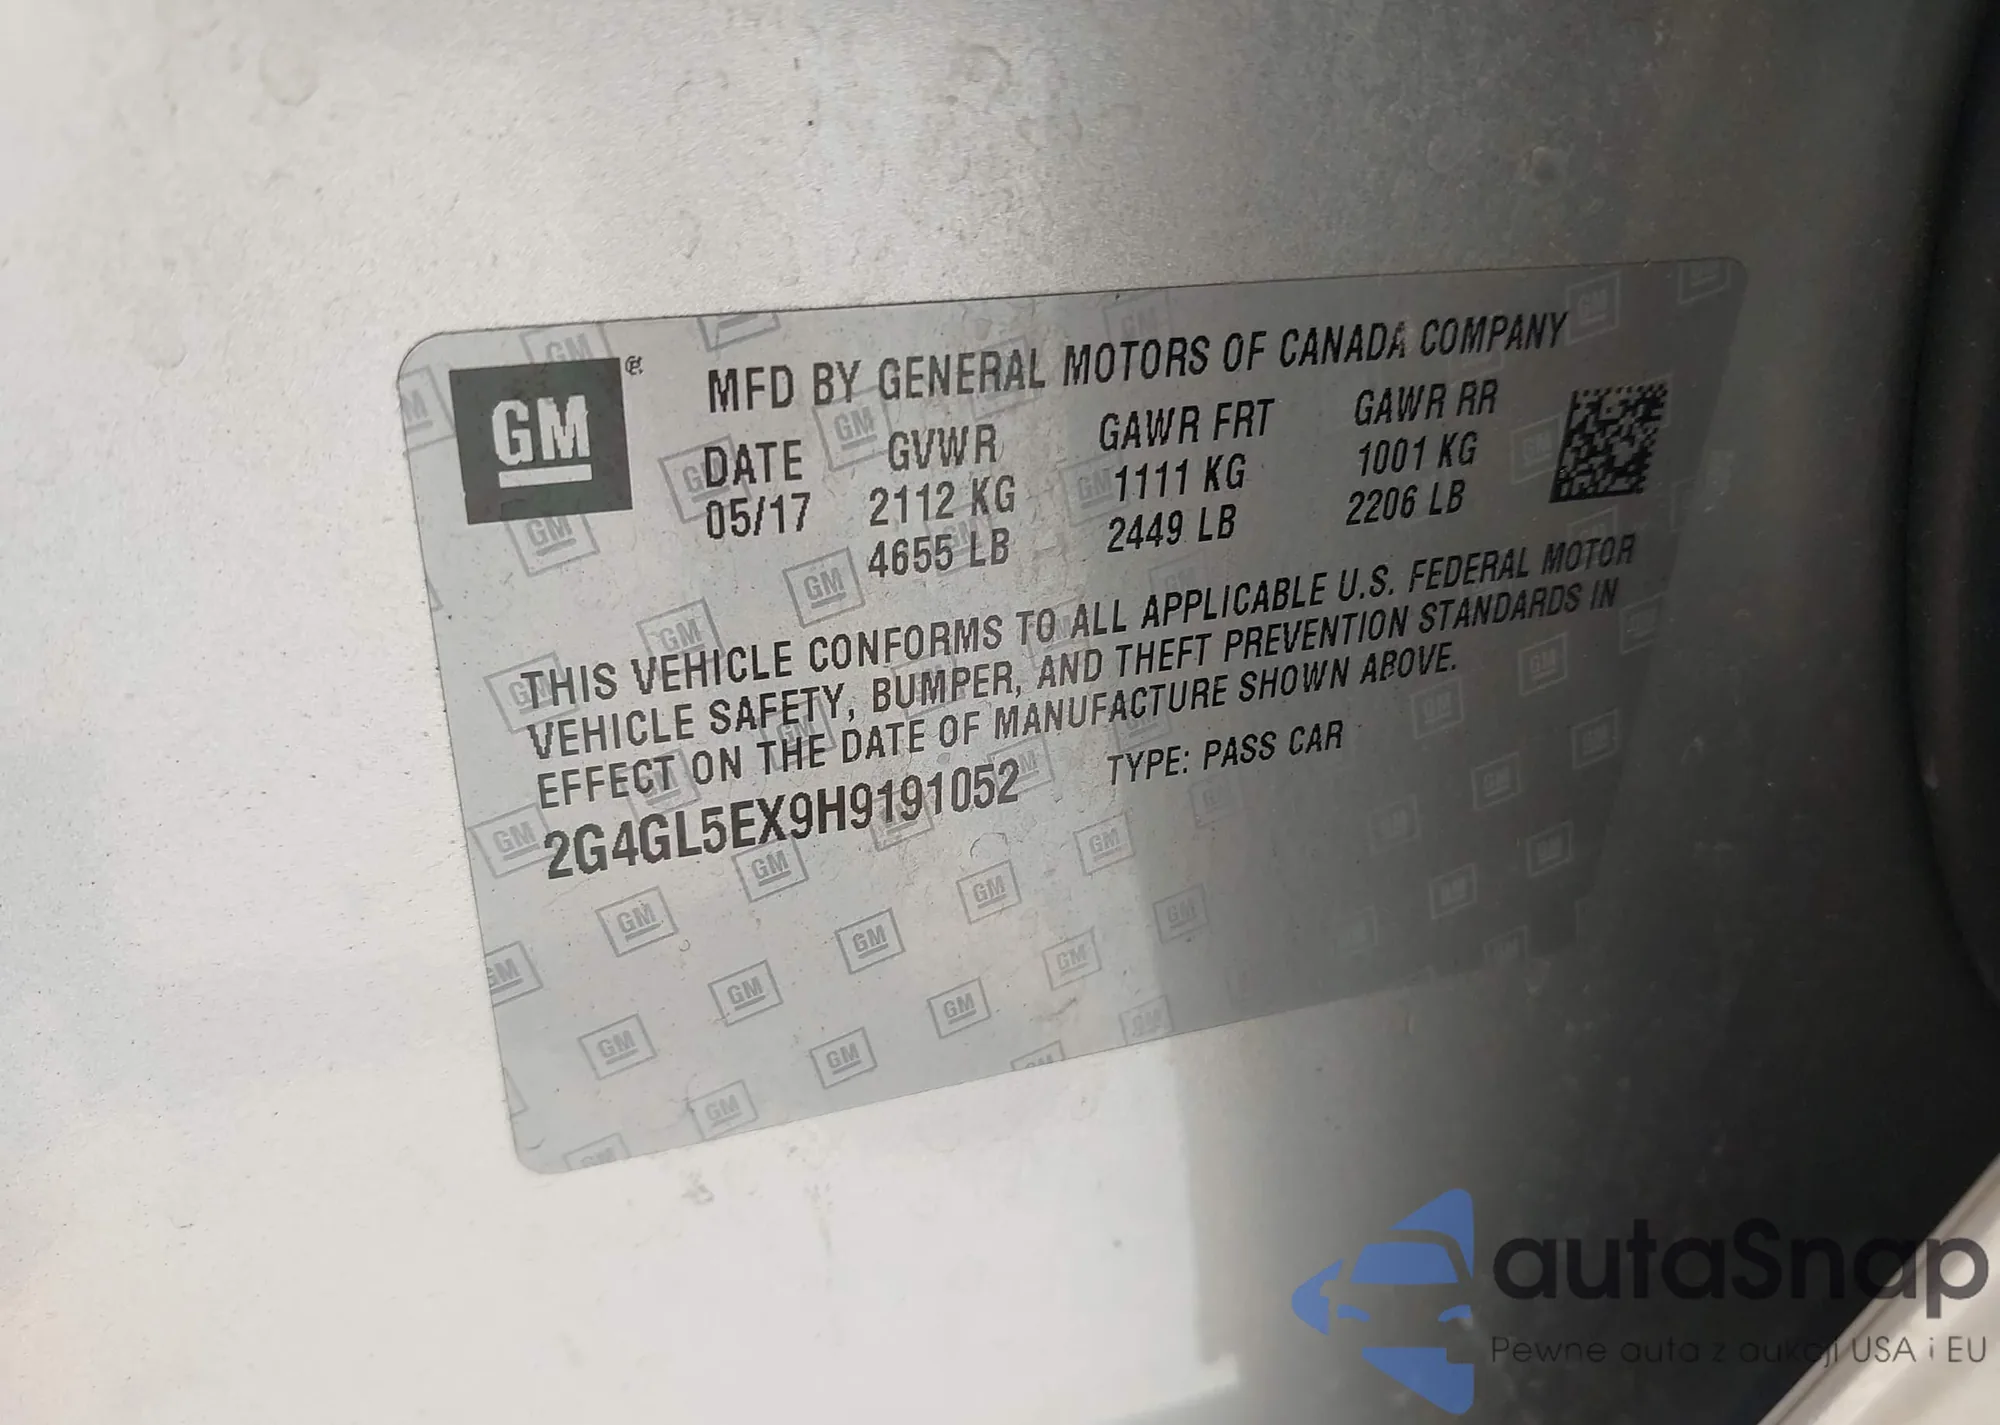 GM
MFD BY GENERAL MOTORS OF CANADA COMPANY
DATE GVWR GAWR FRT GAWR RR
05/17 2112 KG 1111 KG 1001 KG
4655 LB 2449 LB 2206 LB
THIS VEHICLE CONFORMS TO ALL APPLICABLE U.S. FEDERAL MOTOR
VEHICLE SAFETY, BUMPER, AND THEFT PREVENTION STANDARDS IN
EFFECT ON THE DATE OF MANUFACTURE SHOWN ABOVE.
2G4GL5EX9H9191052 TYPE: PASS CAR
autaSnap
Pewne auta z aukcji USA i EU